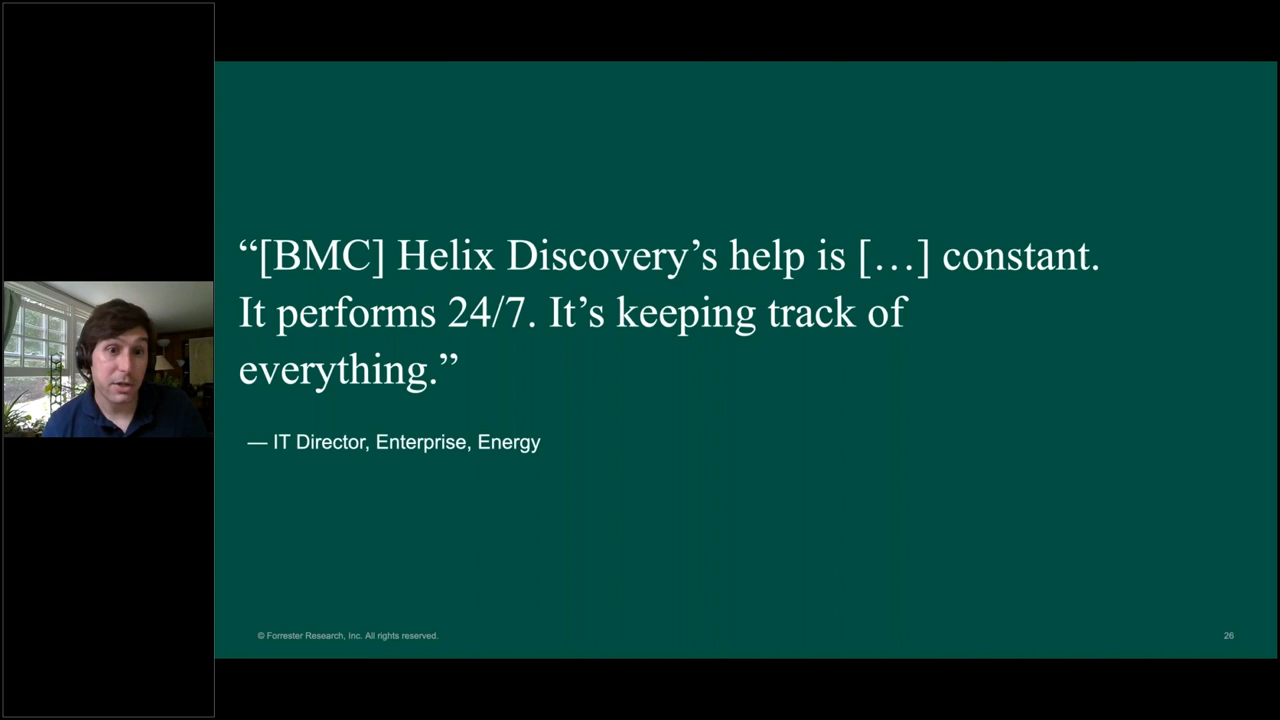 “[BMC] Helix Discovery’s help is […] constant.
It performs 24/7. It’s keeping track of
everything.”
— IT Director, Enterprise, Energy
© Forrester Research, Inc. All rights reserved.
26